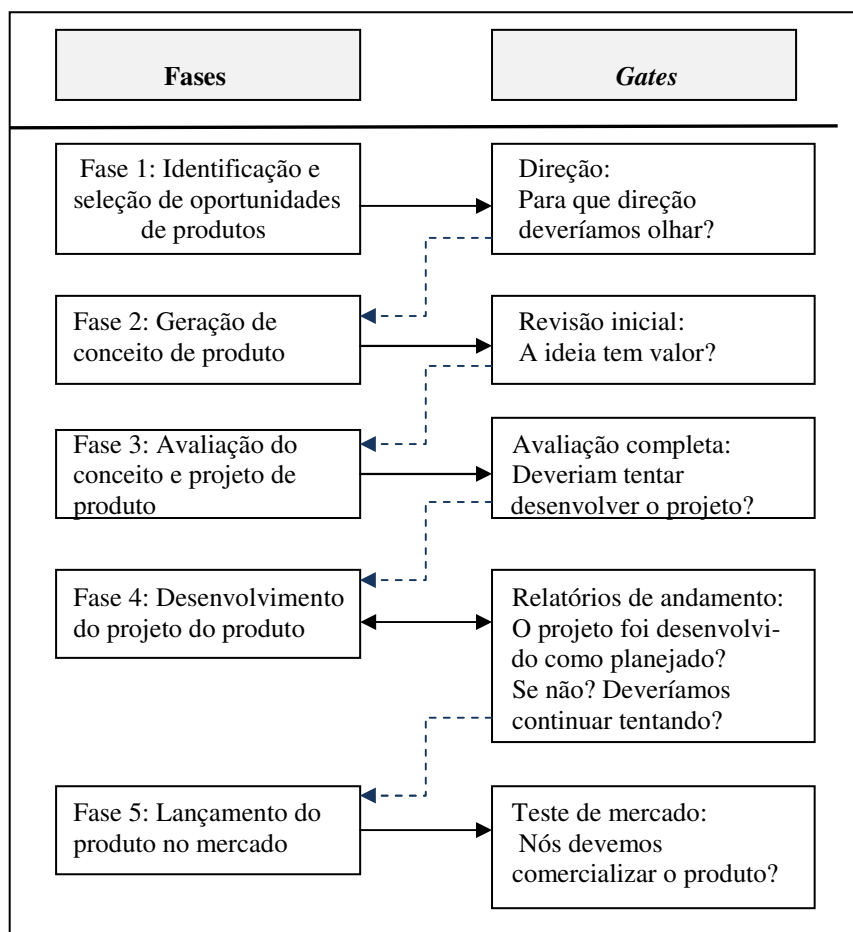 Fases
Gates
Fase 1: Identificação e
seleção de oportunidades
de produtos
Direção:
Para que direção
deveríamos olhar?
Fase 2: Geração de
conceito de produto
Revisão inicial:
A ideia tem valor?
Fase 3: Avaliação do
conceito e projeto de
produto
Avaliação completa:
Deveriam tentar
desenvolver o projeto?
Fase 4: Desenvolvimento
do projeto do produto
Relatórios de andamento:
O projeto foi desenvolvi-
do como planejado?
Se não? Deveríamos
continuar tentando?
Fase 5: Lançamento do
produto no mercado
Teste de mercado:
Nós devemos
comercializar o produto?